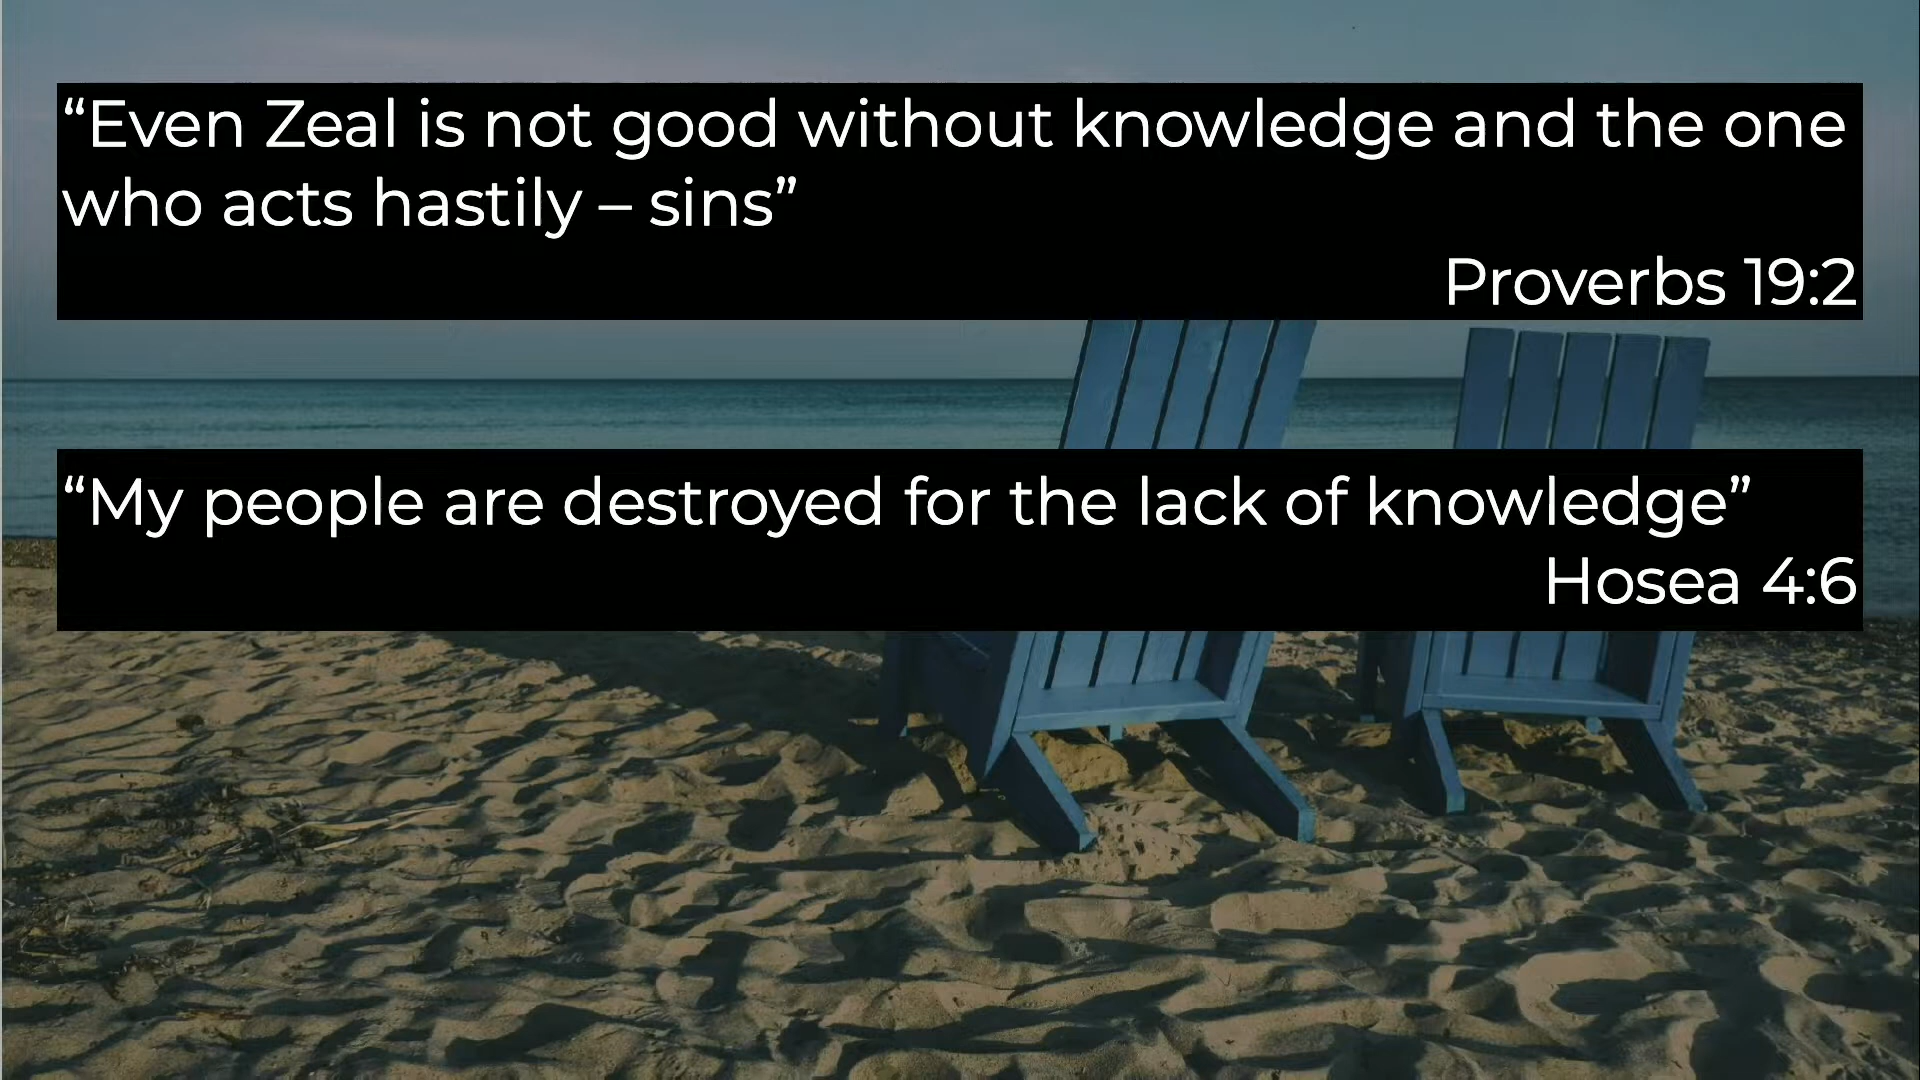 “Even Zeal is not good without knowledge and the one
who acts hastily – sins”
Proverbs 19:2
“My people are destroyed for the lack of knowledge”
Hosea 4:6